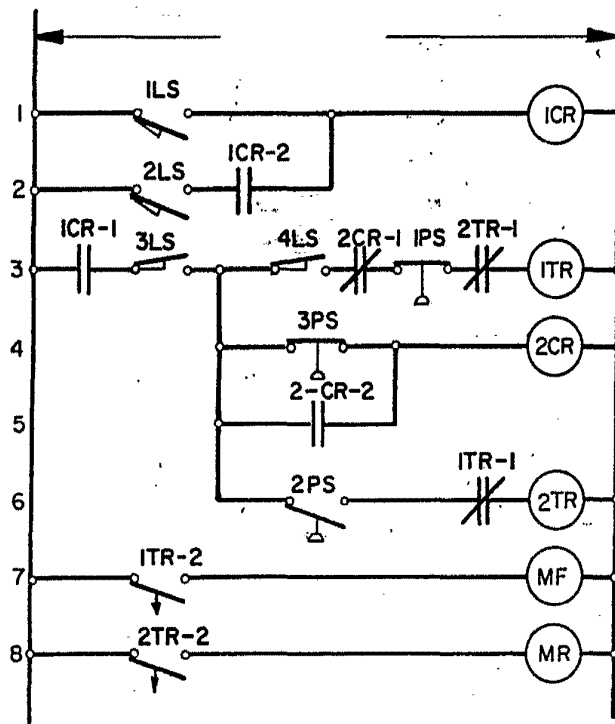 1 1LS 1CR
2 2LS 1CR-2
3 1CR-1 3LS 4LS 2CR-1 1PS 2TR-1 1TR
4 3PS 2CR
5 2-CR-2
6 2PS 1TR-1 2TR
7 1TR-2 MF
8 2TR-2 MR